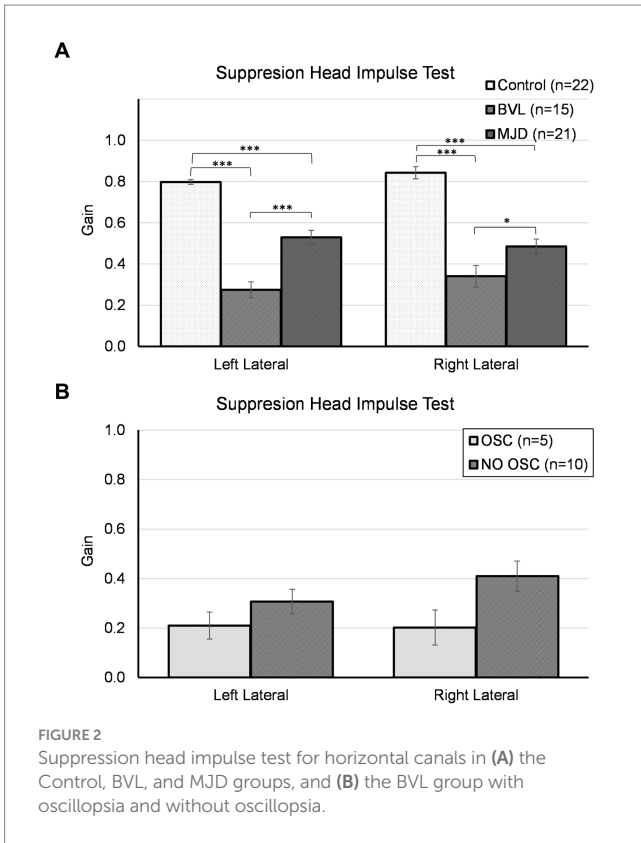 A
Suppresion Head Impulse Test
Control (n=22)
BVL (n=15)
MJD (n=21)
1.0
0.8
0.6
0.4
0.2
0.0
Gain
***
***
***
***
***
*
Left Lateral
Right Lateral
B
Suppresion Head Impulse Test
OSC (n=5)
NO OSC (n=10)
1.0
0.8
0.6
0.4
0.2
0.0
Gain
Left Lateral
Right Lateral
FIGURE 2
Suppression head impulse test for horizontal canals in (A) the
Control, BVL, and MJD groups, and (B) the BVL group with
oscillopsia and without oscillopsia.